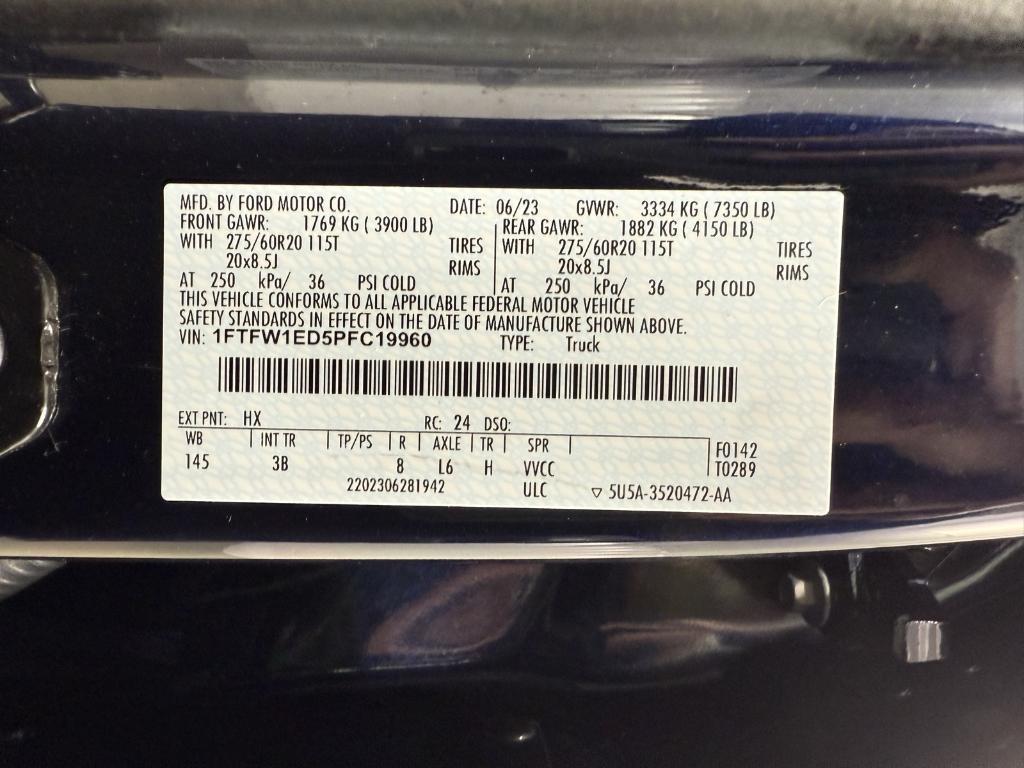 MFD. BY FORD MOTOR CO. DATE: 06/23 GVWR: 3334 KG ( 7350 LB)
FRONT GAWR: 1769 KG ( 3900 LB) REAR GAWR: 1882 KG ( 4150 LB)
WITH 275/60R20 115T TIRES WITH 275/60R20 115T TIRES
20x8.5J RIMS 20x8.5J RIMS
AT 250 kPa/ 36 PSI COLD AT 250 kPa/ 36 PSI COLD
THIS VEHICLE CONFORMS TO ALL APPLICABLE FEDERAL MOTOR VEHICLE
SAFETY STANDARDS IN EFFECT ON THE DATE OF MANUFACTURE SHOWN ABOVE.
VIN: 1FTFW1ED5PFC19960 TYPE: Truck
EXT PNT: HX RC: 24 DSO:
WB INT TR TP/PS R AXLE TR SPR F0142
145 3B 8 L6 H VVCC T0289
2202306281942 ULC ▽ 5U5A-3520472-AA